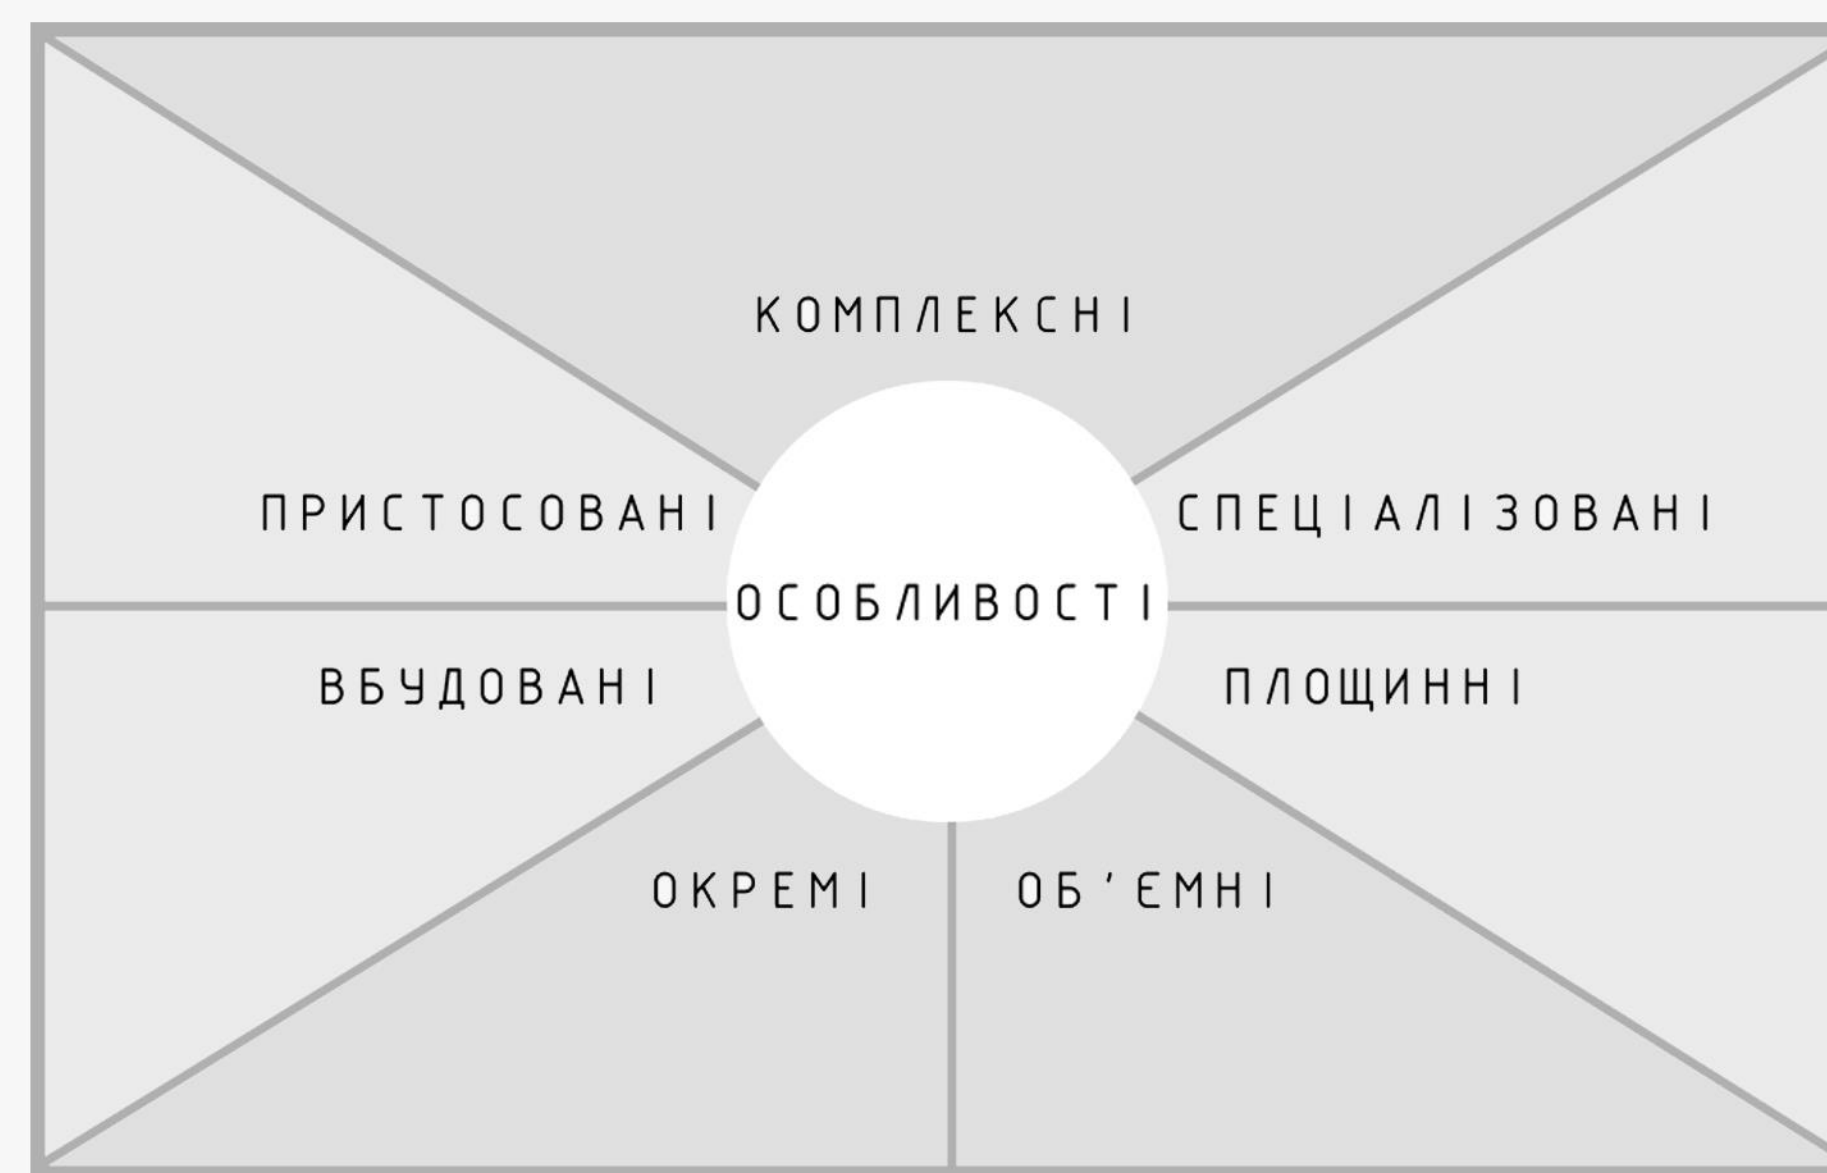 КОМПЛЕКСНІ
ПРИСТОСОВАНІ
СПЕЦІАЛІЗОВАНІ
ОСОБЛИВОСТІ
ВБУДОВАНІ
ПЛОЩИННІ
ОКРЕМІ
ОБ'ЄМНІ